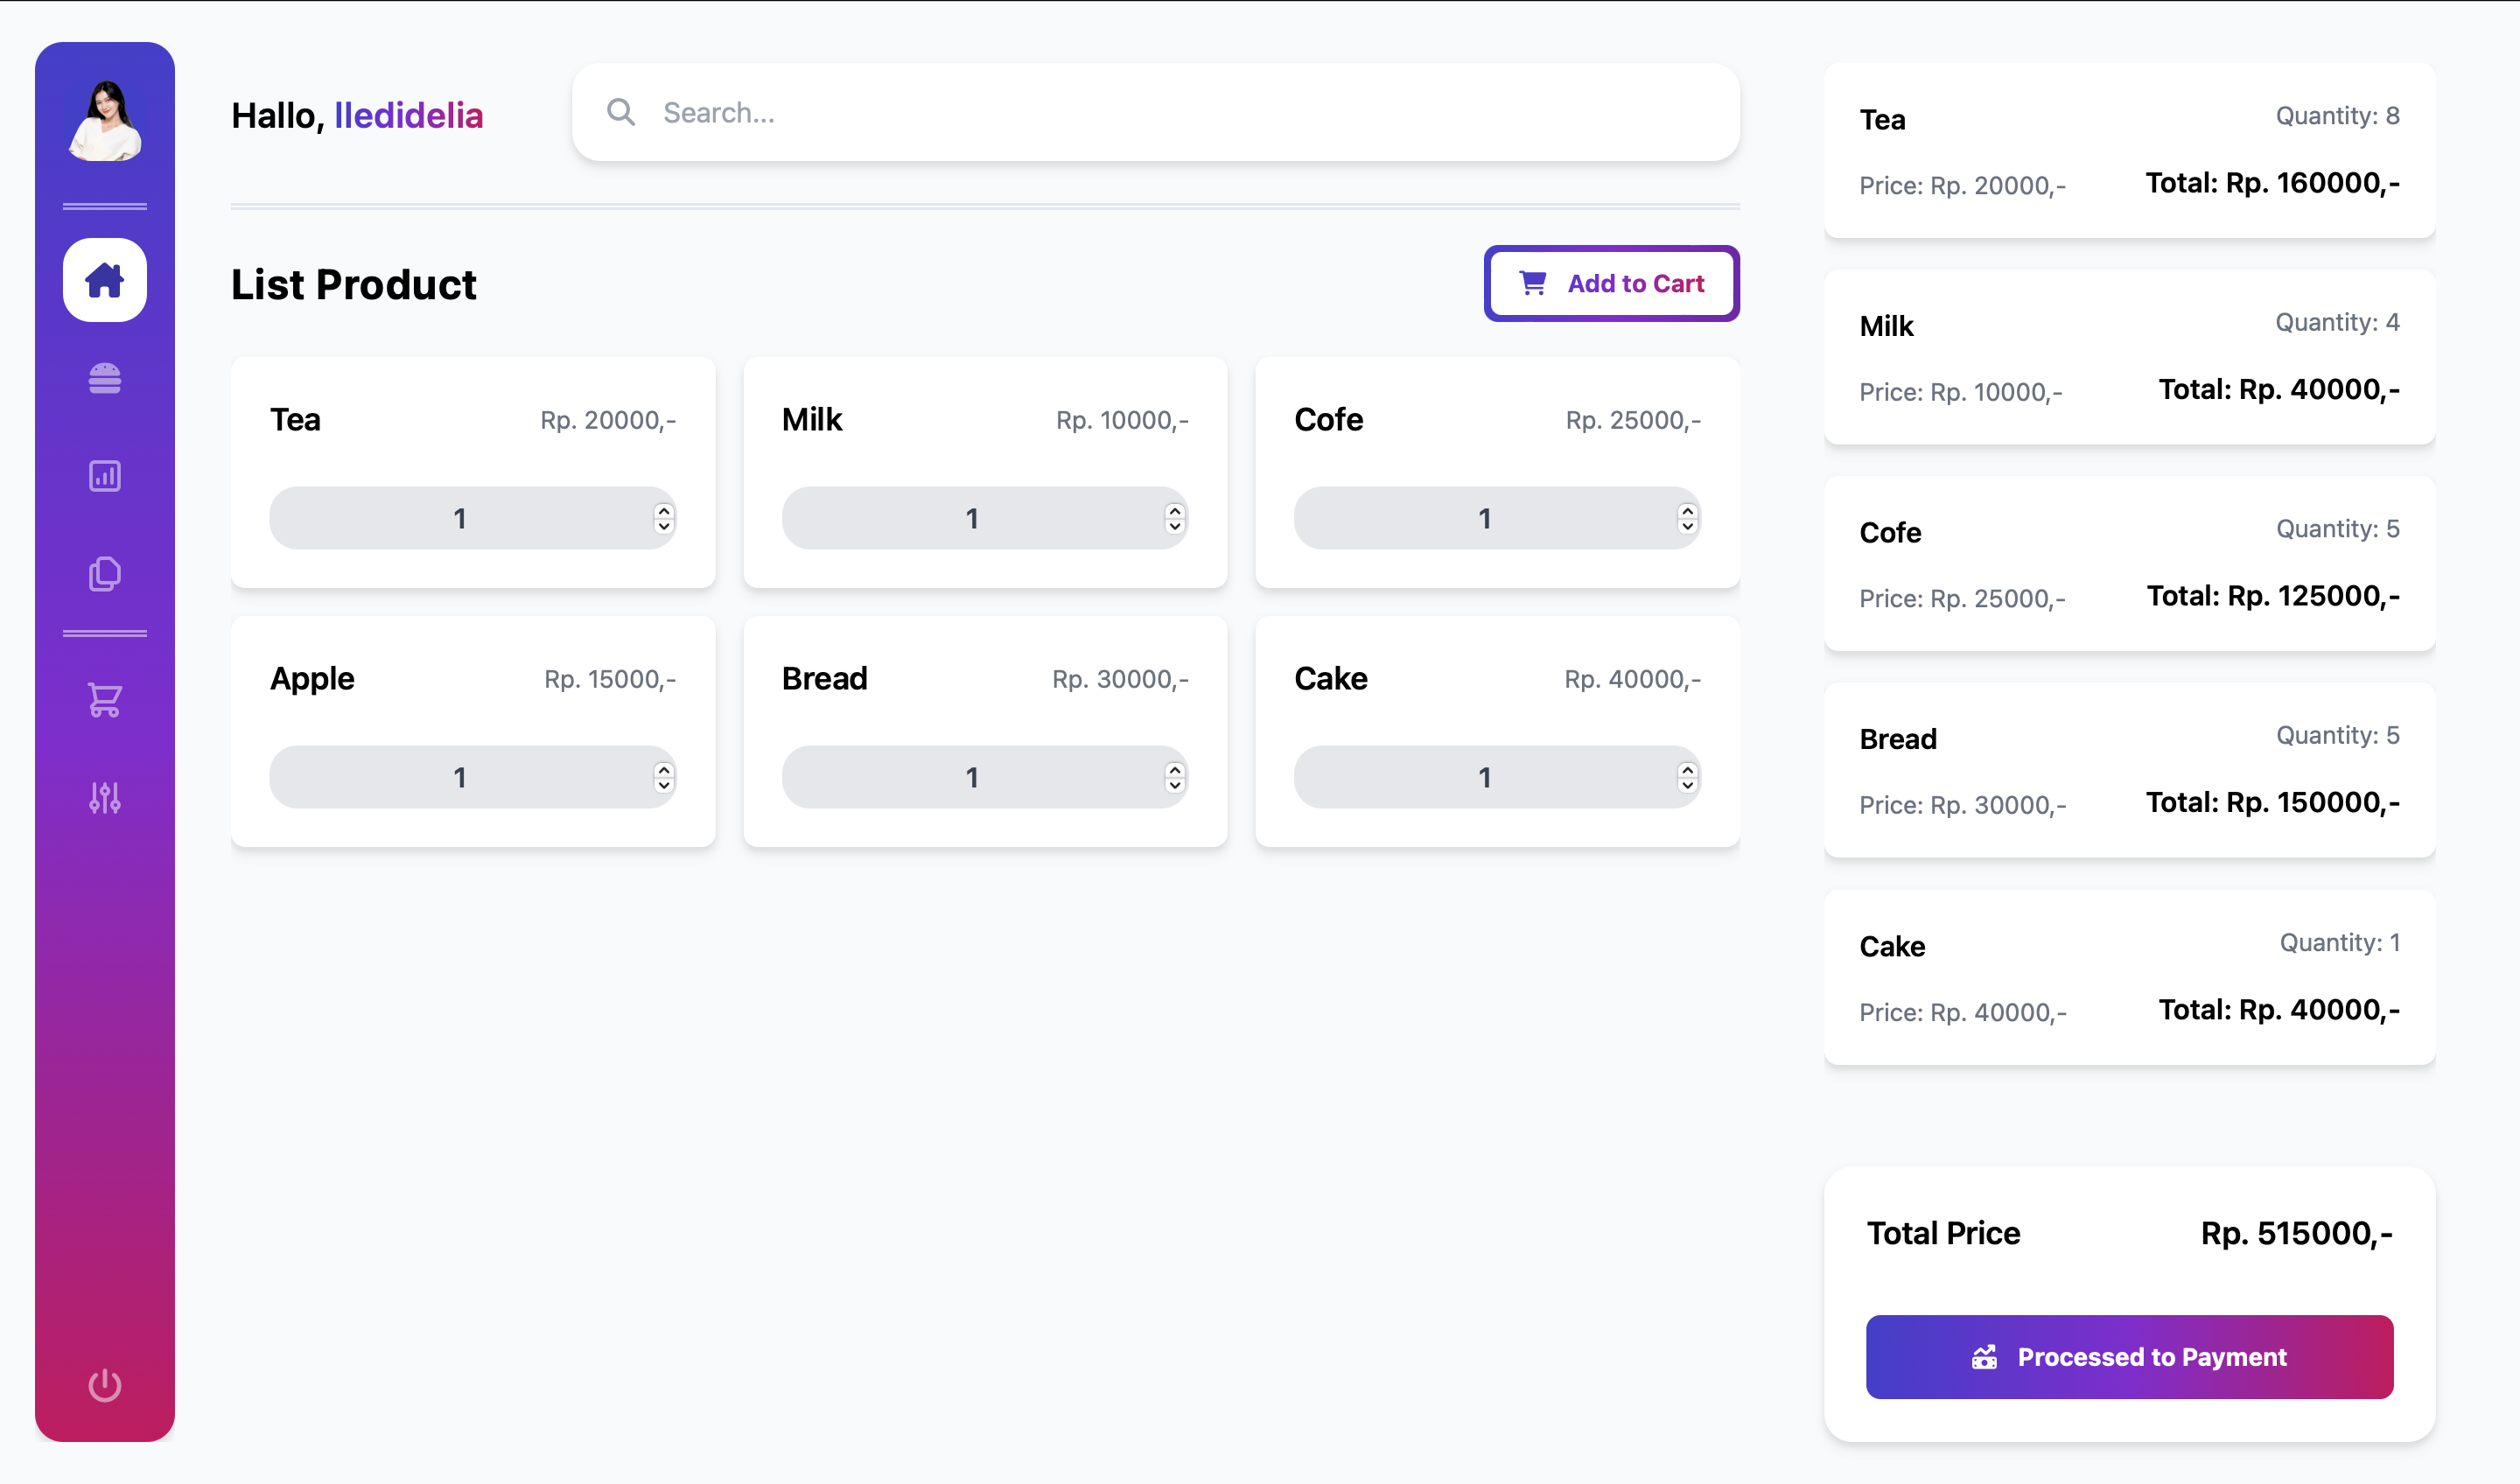 Hallo, lledidelia
Search...
List Product
Add to Cart
Tea Rp. 20000,-
1
Milk Rp. 10000,-
1
Cofe Rp. 25000,-
1
Apple Rp. 15000,-
1
Bread Rp. 30000,-
1
Cake Rp. 40000,-
1
Tea Quantity: 8
Price: Rp. 20000,- Total: Rp. 160000,-
Milk Quantity: 4
Price: Rp. 10000,- Total: Rp. 40000,-
Cofe Quantity: 5
Price: Rp. 25000,- Total: Rp. 125000,-
Bread Quantity: 5
Price: Rp. 30000,- Total: Rp. 150000,-
Cake Quantity: 1
Price: Rp. 40000,- Total: Rp. 40000,-
Total Price Rp. 515000,-
Processed to Payment